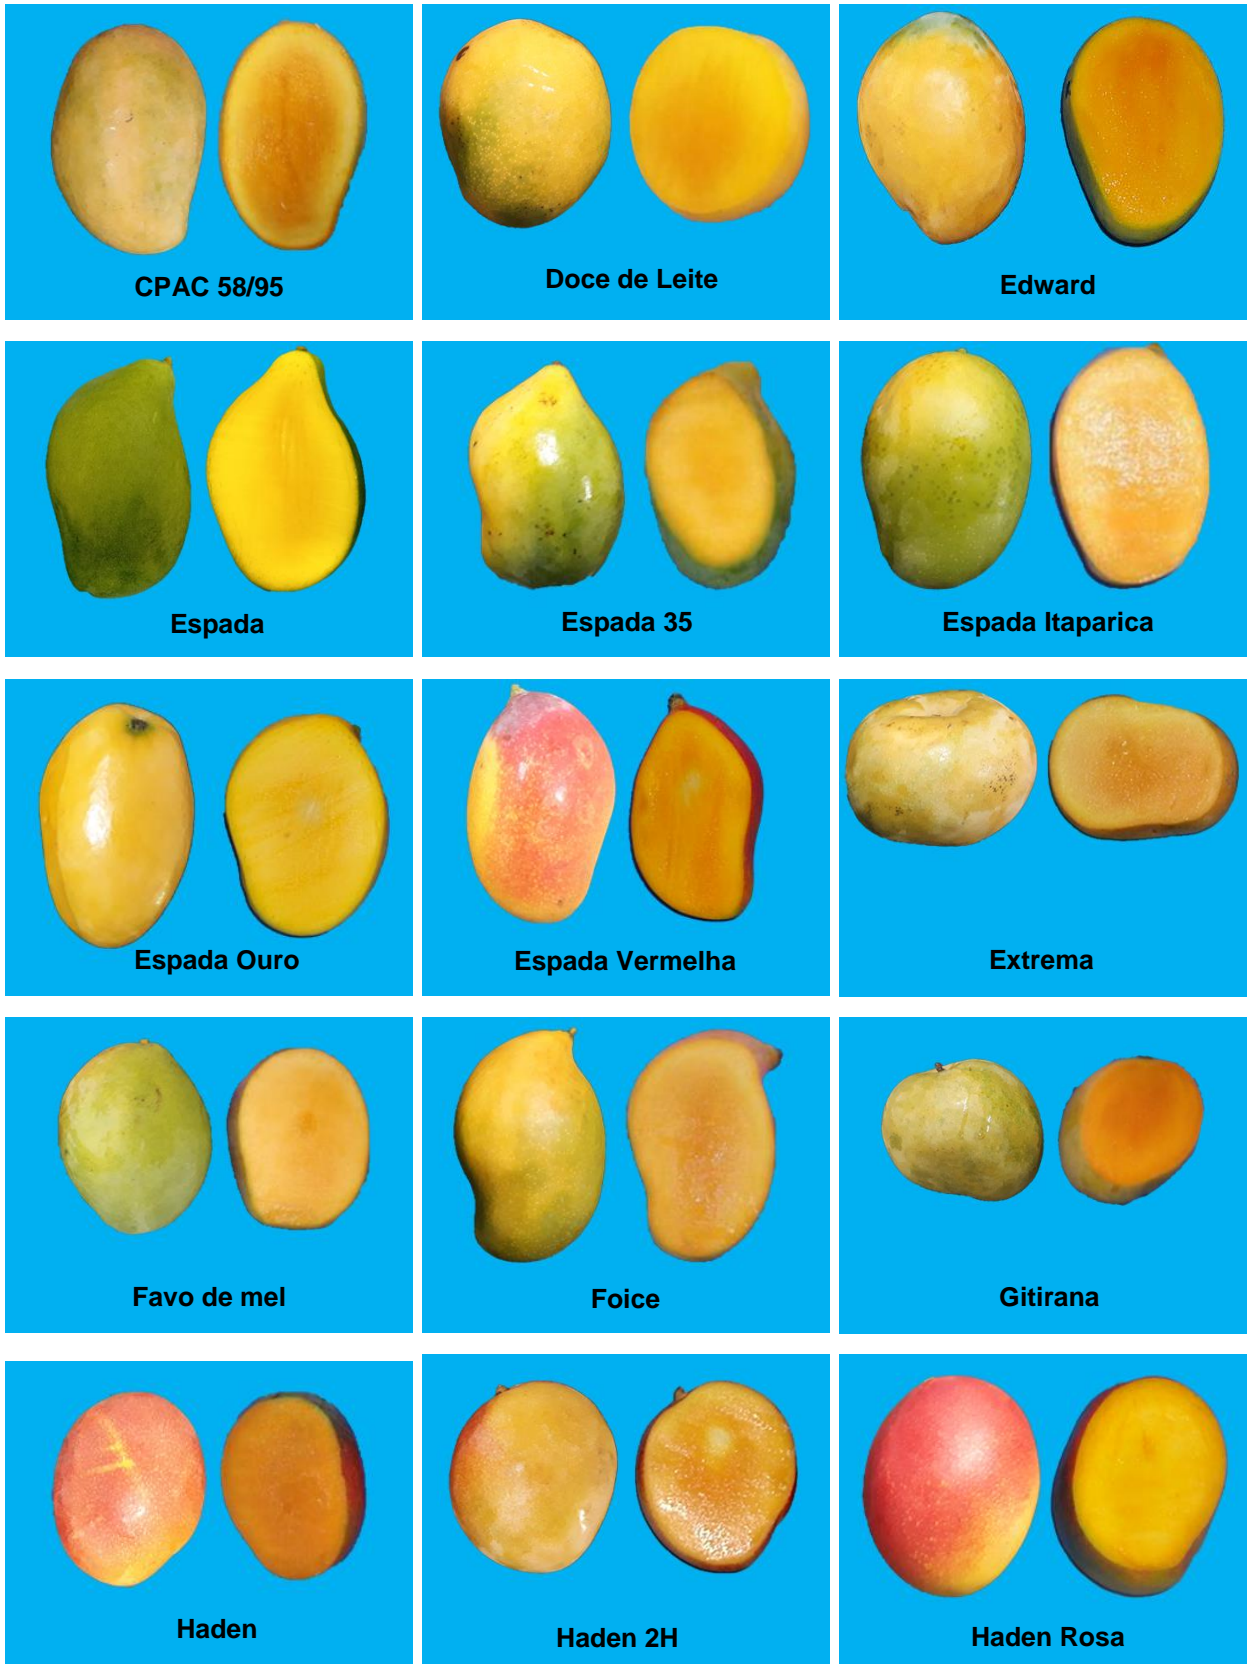 CPAC 58/95
Doce de Leite
Edward
Espada
Espada 35
Espada Itaparica
Espada Ouro
Espada Vermelha
Extrema
Favo de mel
Foice
Gitirana
Haden
Haden 2H
Haden Rosa